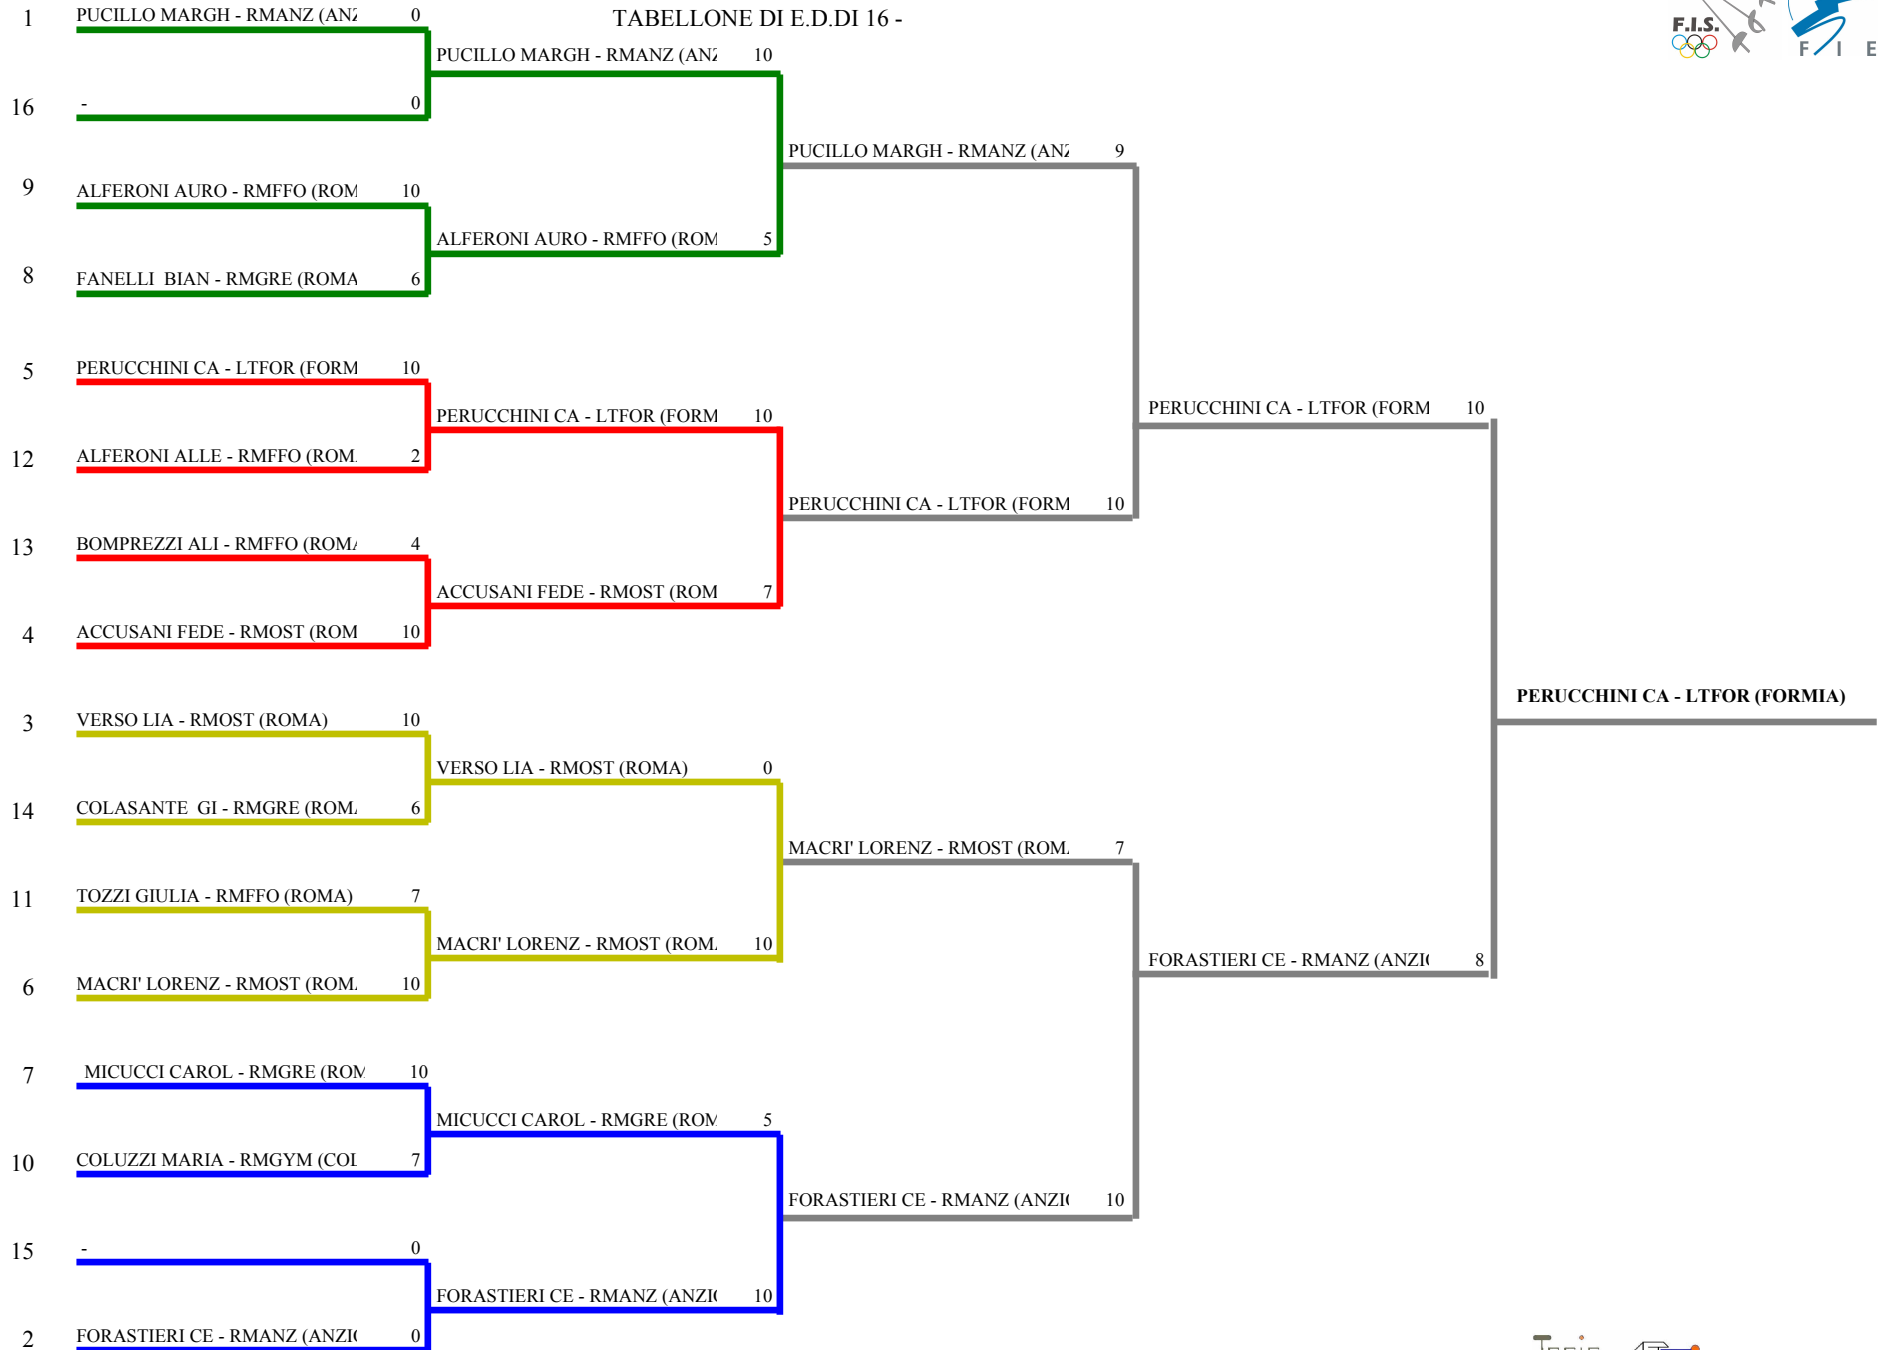 TABELLONE DI E.D.DI 16 -
F.I.S.
F I E
1 PUCILLO MARGH - RMANZ (ANZ 0
PUCILLO MARGH - RMANZ (ANZ 10
16 - 0
PUCILLO MARGH - RMANZ (ANZ 9
9 ALFERONI AURO - RMFFO (ROM 10
ALFERONI AURO - RMFFO (ROM 5
8 FANELLI  BIAN - RMGRE (ROMA 6
5 PERUCCHINI CA - LTFOR (FORM 10
PERUCCHINI CA - LTFOR (FORM 10
PERUCCHINI CA - LTFOR (FORM 10
12 ALFERONI ALLE - RMFFO (ROM 2
PERUCCHINI CA - LTFOR (FORM 10
13 BOMPREZZI ALI - RMFFO (ROMA 4
ACCUSANI FEDE - RMOST (ROM 7
4 ACCUSANI FEDE - RMOST (ROM 10
PERUCCHINI CA - LTFOR (FORMIA)
3 VERSO LIA - RMOST (ROMA) 10
VERSO LIA - RMOST (ROMA) 0
14 COLASANTE  GI - RMGRE (ROMA 6
MACRI' LORENZ - RMOST (ROMA 7
11 TOZZI GIULIA - RMFFO (ROMA) 7
MACRI' LORENZ - RMOST (ROMA 10
FORASTIERI CE - RMANZ (ANZIO 8
6 MACRI' LORENZ - RMOST (ROMA 10
7 MICUCCI CAROL - RMGRE (ROM 10
MICUCCI CAROL - RMGRE (ROM 5
10 COLUZZI MARIA - RMGYM (COL 7
FORASTIERI CE - RMANZ (ANZIO 10
15 - 0
FORASTIERI CE - RMANZ (ANZIO 10
2 FORASTIERI CE - RMANZ (ANZIO 0